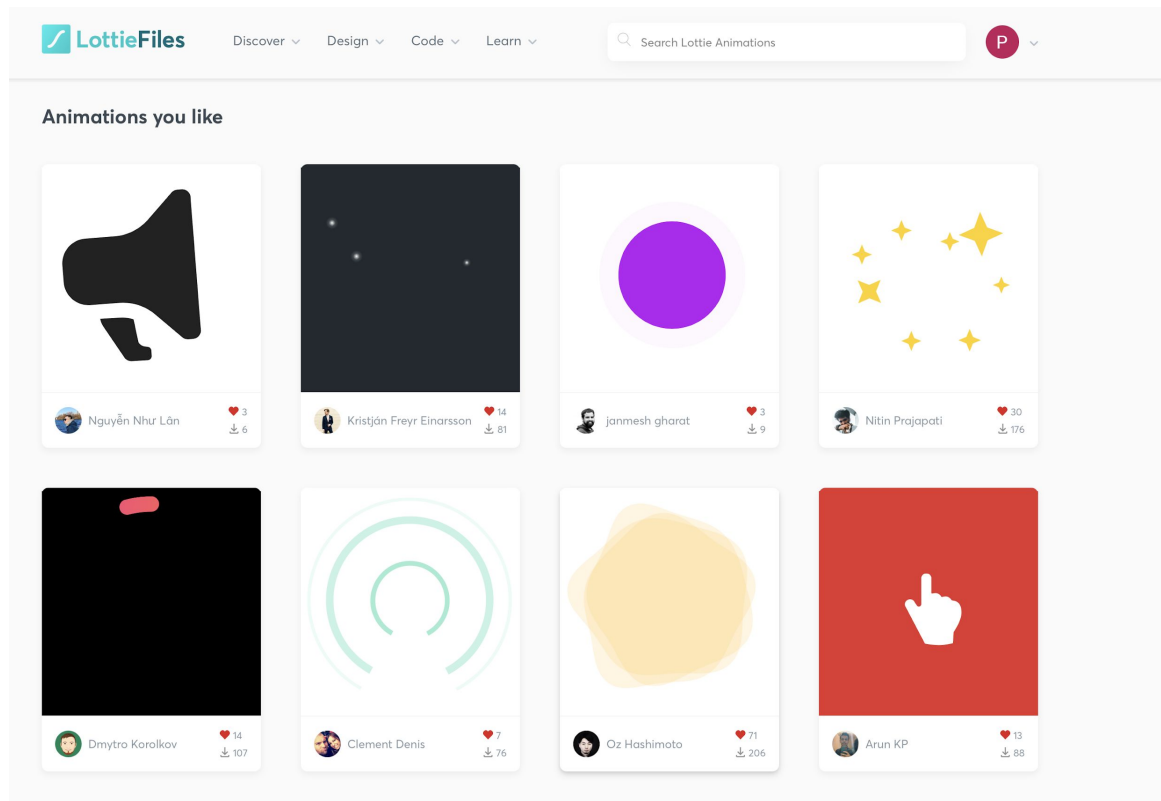 LottieFiles
Discover Design Code Learn
Search Lottie Animations
P
Animations you like
Nguyễn Như Lân
3
6
Kristján Freyr Einarsson
14
81
janmesh gharat
3
9
Nitin Prajapati
30
176
Dmytro Korolkov
14
107
Clement Denis
7
76
Oz Hashimoto
71
206
Arun KP
13
88